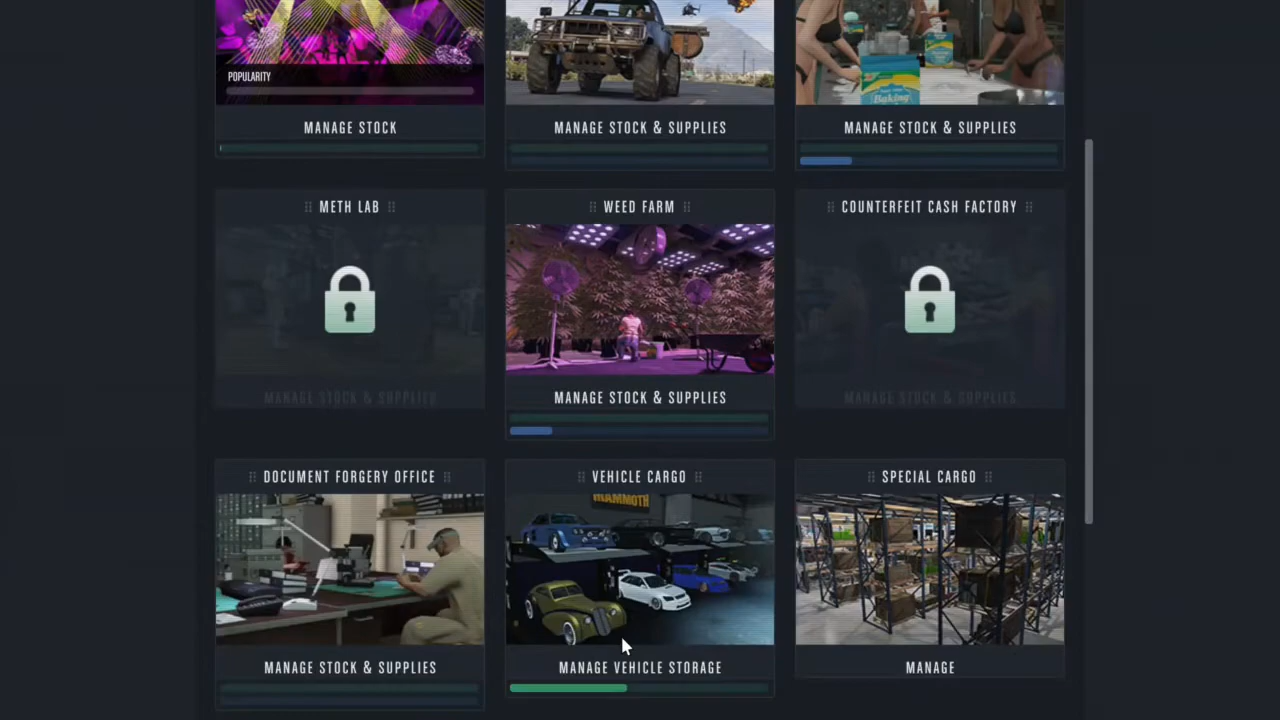 POPULARITY
MANAGE STOCK
MANAGE STOCK & SUPPLIES
Baking
MANAGE STOCK & SUPPLIES
METH LAB
MANAGE STOCK & SUPPLIES
WEED FARM
MANAGE STOCK & SUPPLIES
COUNTERFEIT CASH FACTORY
MANAGE STOCK & SUPPLIES
DOCUMENT FORGERY OFFICE
MANAGE STOCK & SUPPLIES
VEHICLE CARGO
MAMMOTH
MANAGE VEHICLE STORAGE
SPECIAL CARGO
MANAGE